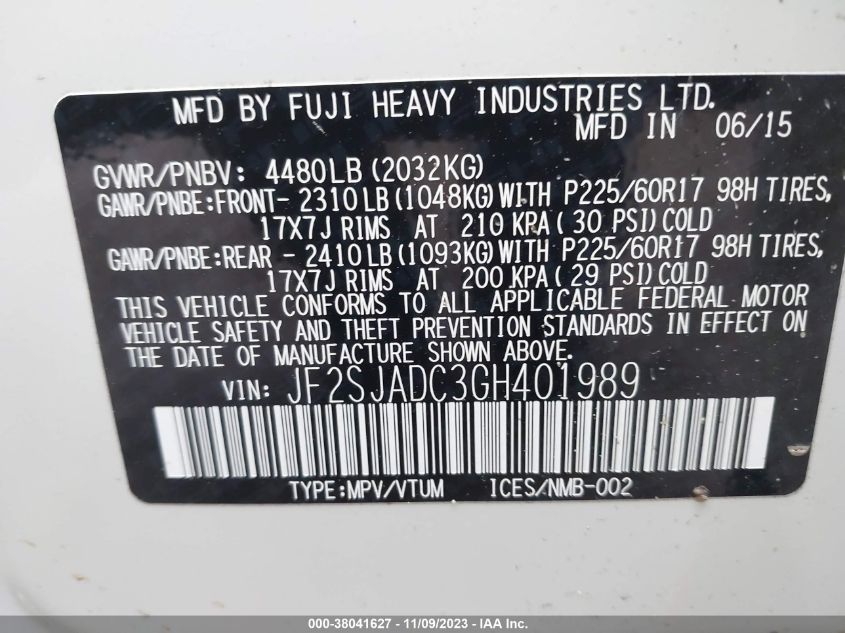 MFD BY FUJI HEAVY INDUSTRIES LTD.
MFD IN 06/15
GVWR/PNBV: 4480LB (2032KG)
GAWR/PNBE:FRONT- 2310LB (1048KG)WITH P225/60R17 98H TIRES,
17X7J RIMS AT 210 KPA( 30 PSI)COLD
GAWR/PNBE:REAR - 2410LB (1093KG)WITH P225/60R17 98H TIRES,
17X7J RIMS AT 200 KPA( 29 PSI)COLD
THIS VEHICLE CONFORMS TO ALL APPLICABLE FEDERAL MOTOR
VEHICLE SAFETY AND THEFT PREVENTION STANDARDS IN EFFECT ON
THE DATE OF MANUFACTURE SHOWN ABOVE.
VIN: JF2SJADC3GH401989
TYPE:MPV/VTUM ICES/NMB-002
000-38041627 - 11/09/2023 - IAA Inc.